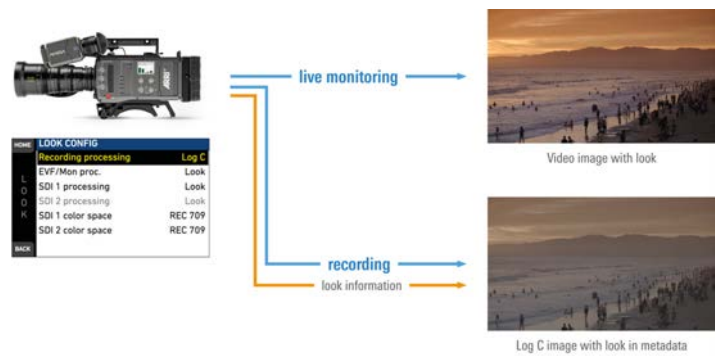 ARRI
HOME
LOOK CONFIG
Recording processing Log C
EVF/Mon proc. Look
SDI 1 processing Look
SDI 2 processing Look
SDI 1 color space REC 709
SDI 2 color space REC 709
LOOK
BACK
live monitoring
Video image with look
recording
look information
Log C image with look in metadata